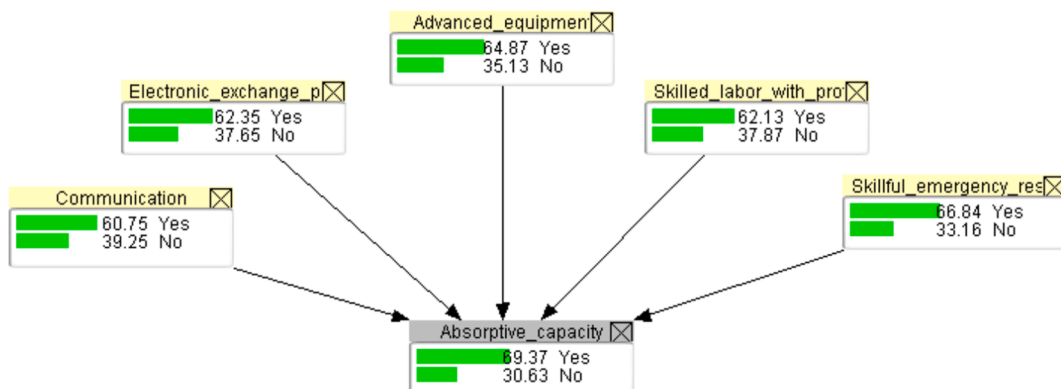 Advanced_equipment
64.87 Yes
35.13 No
Electronic_exchange_p
62.35 Yes
37.65 No
Skilled_labor_with_pro
62.13 Yes
37.87 No
Communication
60.75 Yes
39.25 No
Skillful_emergency_res
66.84 Yes
33.16 No
Absorptive_capacity
69.37 Yes
30.63 No